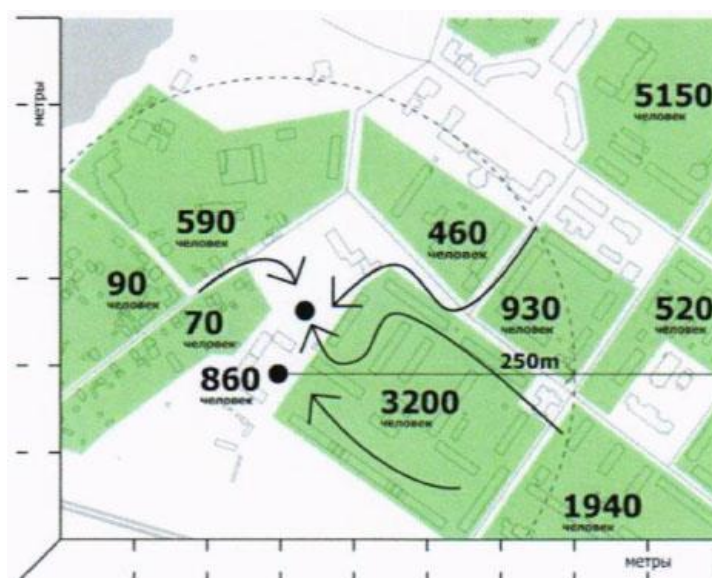 метры
5150
человек
590
человек
460
человек
90
человек
930
человек
520
человек
70
человек
250m
860
человек
3200
человек
1940
человек
метры